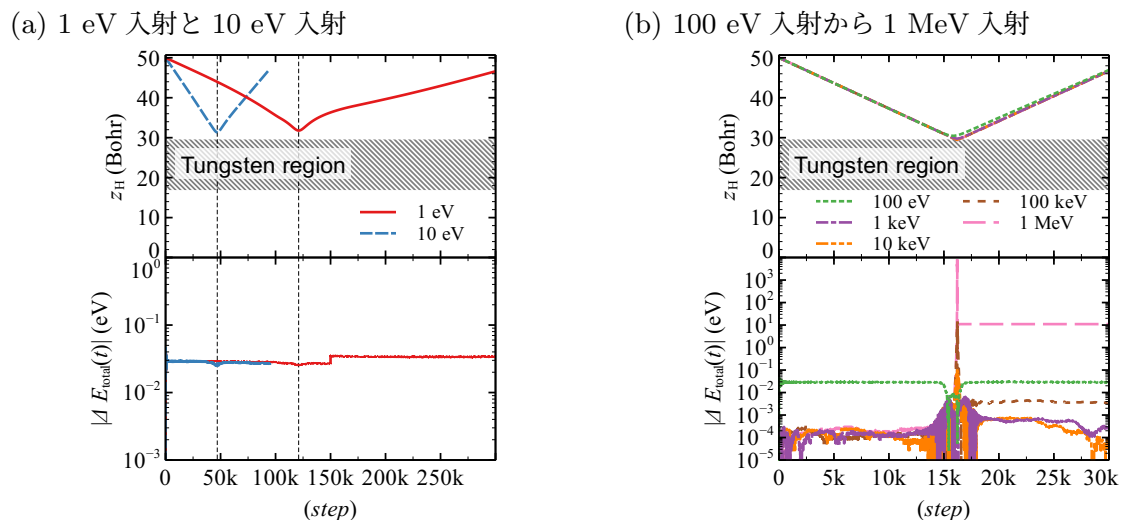 (a) 1 eV 入射と 10 eV 入射
50
40
30
20
10
0
z_H (Bohr)
Tungsten region
1 eV
10 eV
10^0
10^-1
10^-2
10^-3
|Δ E_total(t)| (eV)
0 50k 100k 150k 200k 250k
(step)
(b) 100 eV 入射から 1 MeV 入射
50
40
30
20
10
0
z_H (Bohr)
Tungsten region
100 eV 100 keV
1 keV 1 MeV
10 keV
10^3
10^2
10^1
10^0
10^-1
10^-2
10^-3
10^-4
10^-5
|Δ E_total(t)| (eV)
0 5k 10k 15k 20k 25k 30k
(step)